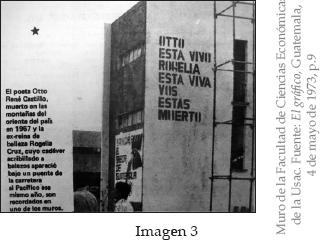 OTTO
ESTA VIVO
ROHELIA
ESTA VIVA
VOS
ESTAS
MUERTO
El poeta Otto
René Castillo,
muerto en las
montañas del
oriente del país
en 1967 y la
ex-reina de
belleza Rogelia
Cruz, cuyo cadáver
acribillado a
balazos apareció
bajo un puente de
la carretera
al Pacífico ese
mismo año, son
recordados en
uno de los muros.
Muro de la Facultad de Ciencias Económicas
de la Usac. Fuente: El gráfico, Guatemala,
4 de mayo de 1973, p.9
Imagen 3